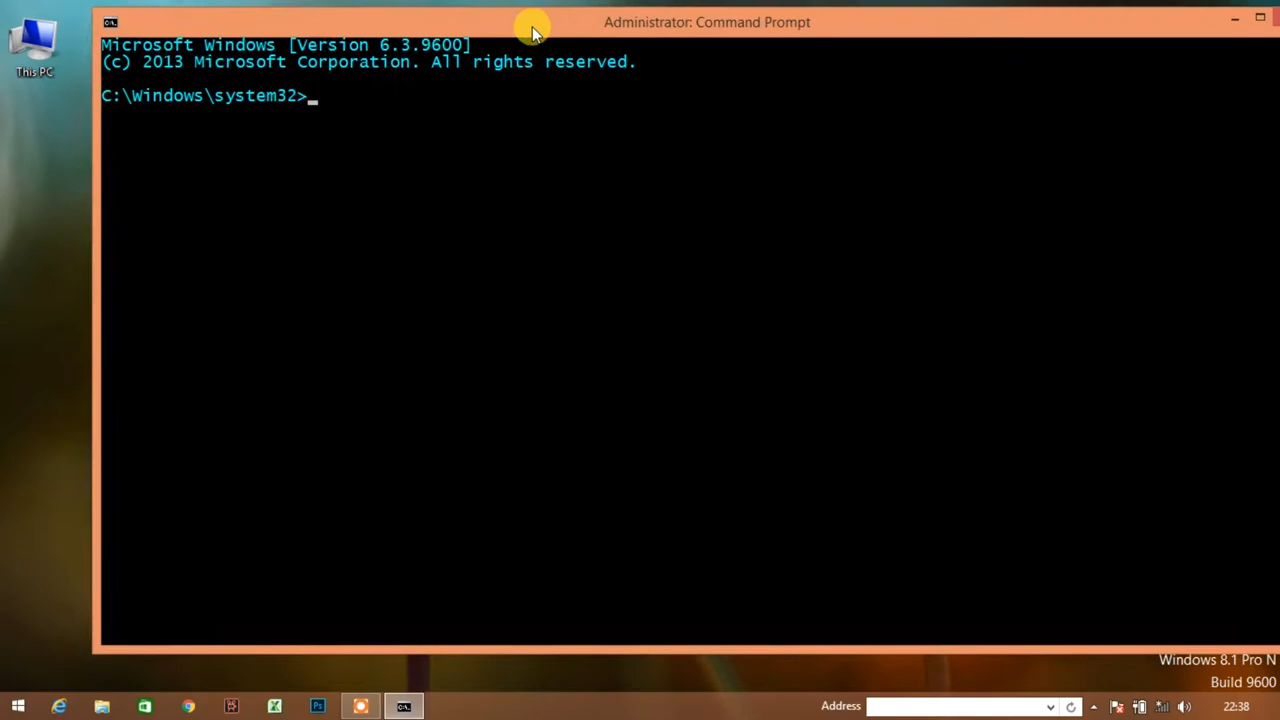 Administrator: Command Prompt
Microsoft Windows [Version 6.3.9600]
(c) 2013 Microsoft Corporation. All rights reserved.
C:\Windows\system32>
This PC
Windows 8.1 Pro N
Build 9600
Ps
Address
22:38